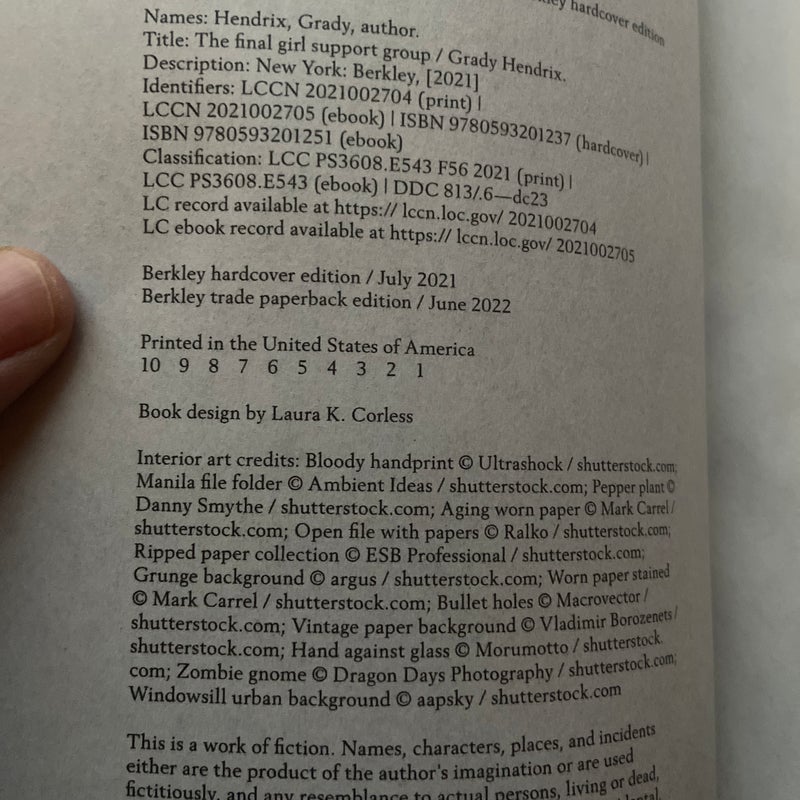 hardcover edition
Names: Hendrix, Grady, author.
Title: The final girl support group / Grady Hendrix.
Description: New York: Berkley, [2021]
Identifiers: LCCN 2021002704 (print) |
LCCN 2021002705 (ebook) | ISBN 9780593201237 (hardcover) |
ISBN 9780593201251 (ebook)
Classification: LCC PS3608.E543 F56 2021 (print) |
LCC PS3608.E543 (ebook) | DDC 813/.6—dc23
LC record available at https:// lccn.loc.gov/ 2021002704
LC ebook record available at https:// lccn.loc.gov/ 2021002705
Berkley hardcover edition / July 2021
Berkley trade paperback edition / June 2022
Printed in the United States of America
10 9 8 7 6 5 4 3 2 1
Book design by Laura K. Corless
Interior art credits: Bloody handprint © Ultrashock / shutterstock.com;
Manila file folder © Ambient Ideas / shutterstock.com; Pepper plant ©
Danny Smythe / shutterstock.com; Aging worn paper © Mark Carrel /
shutterstock.com; Open file with papers © Ralko / shutterstock.com;
Ripped paper collection © ESB Professional / shutterstock.com;
Grunge background © argus / shutterstock.com; Worn paper stained
© Mark Carrel / shutterstock.com; Bullet holes © Macrovector /
shutterstock.com; Vintage paper background © Vladimir Borozenets /
shutterstock.com; Hand against glass © Morumotto / shutterstock.
com; Zombie gnome © Dragon Days Photography / shutterstock.com;
Windowsill urban background © aapsky / shutterstock.com
This is a work of fiction. Names, characters, places, and incidents
either are the product of the author's imagination or are used
fictitiously, and any resemblance to actual persons, living or dead,